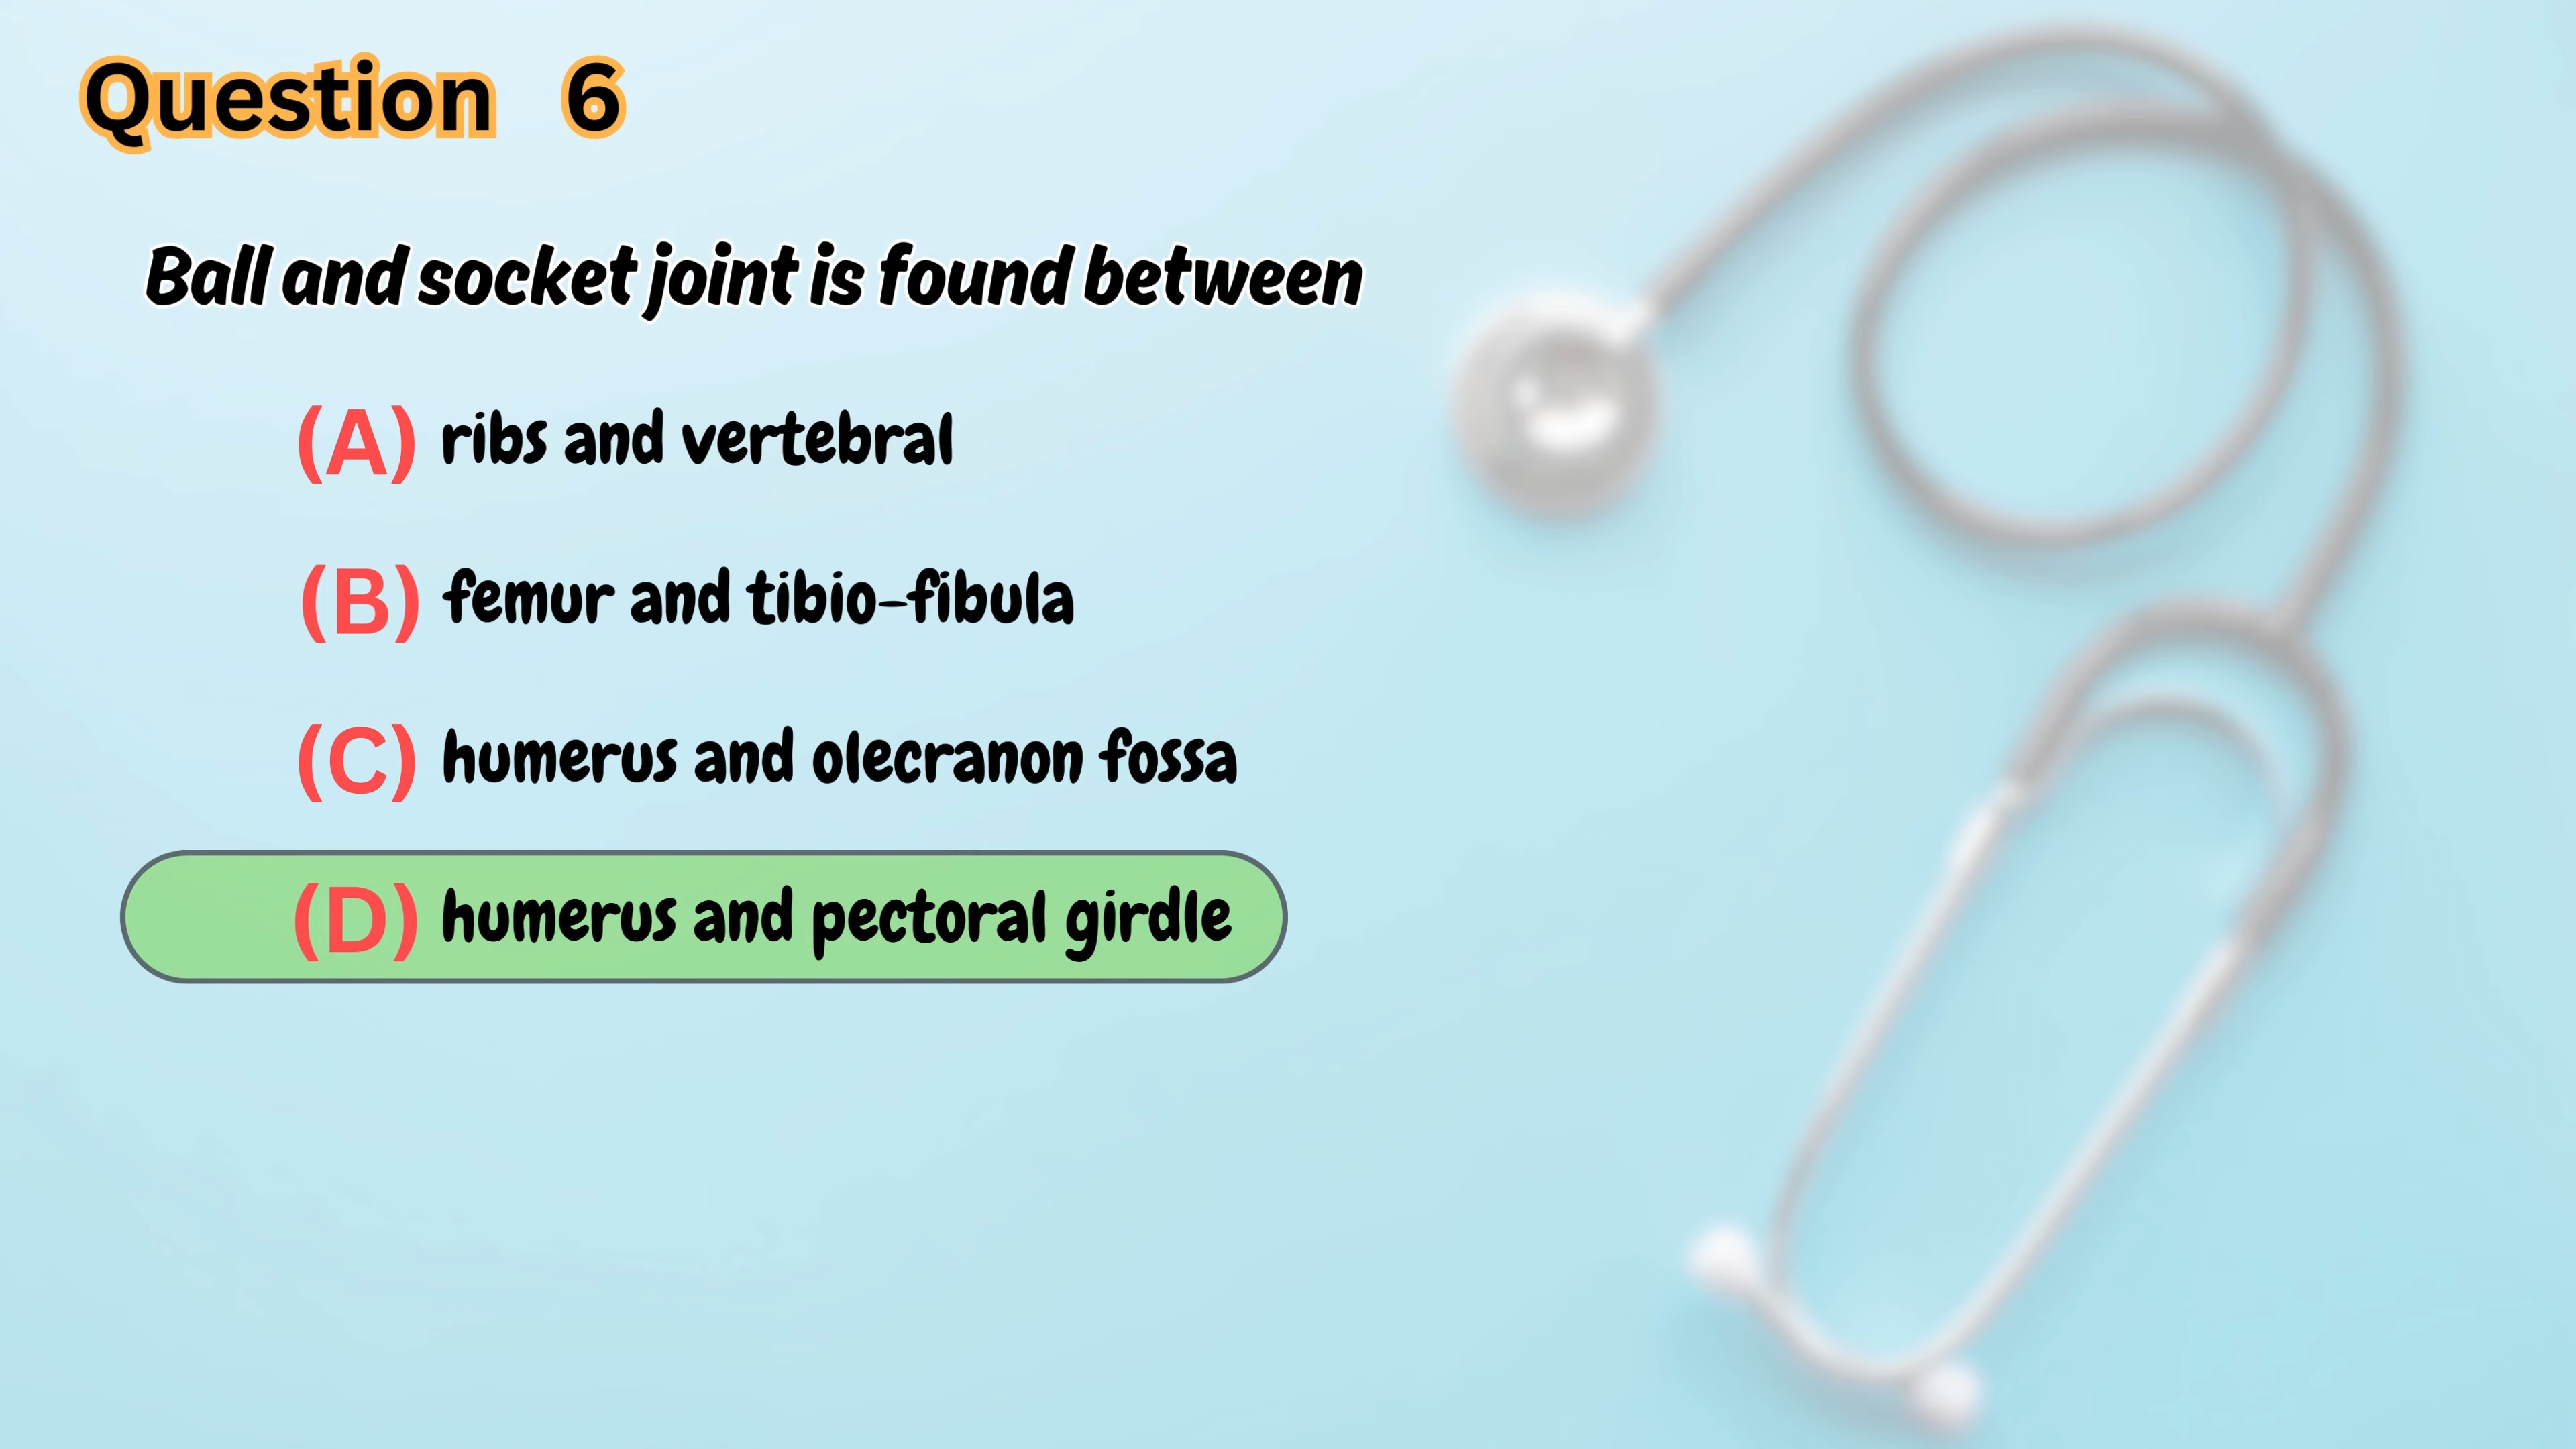 Question 6
Ball and socket joint is found between
(A) ribs and vertebral
(B) femur and tibio-fibula
(C) humerus and olecranon fossa
(D) humerus and pectoral girdle